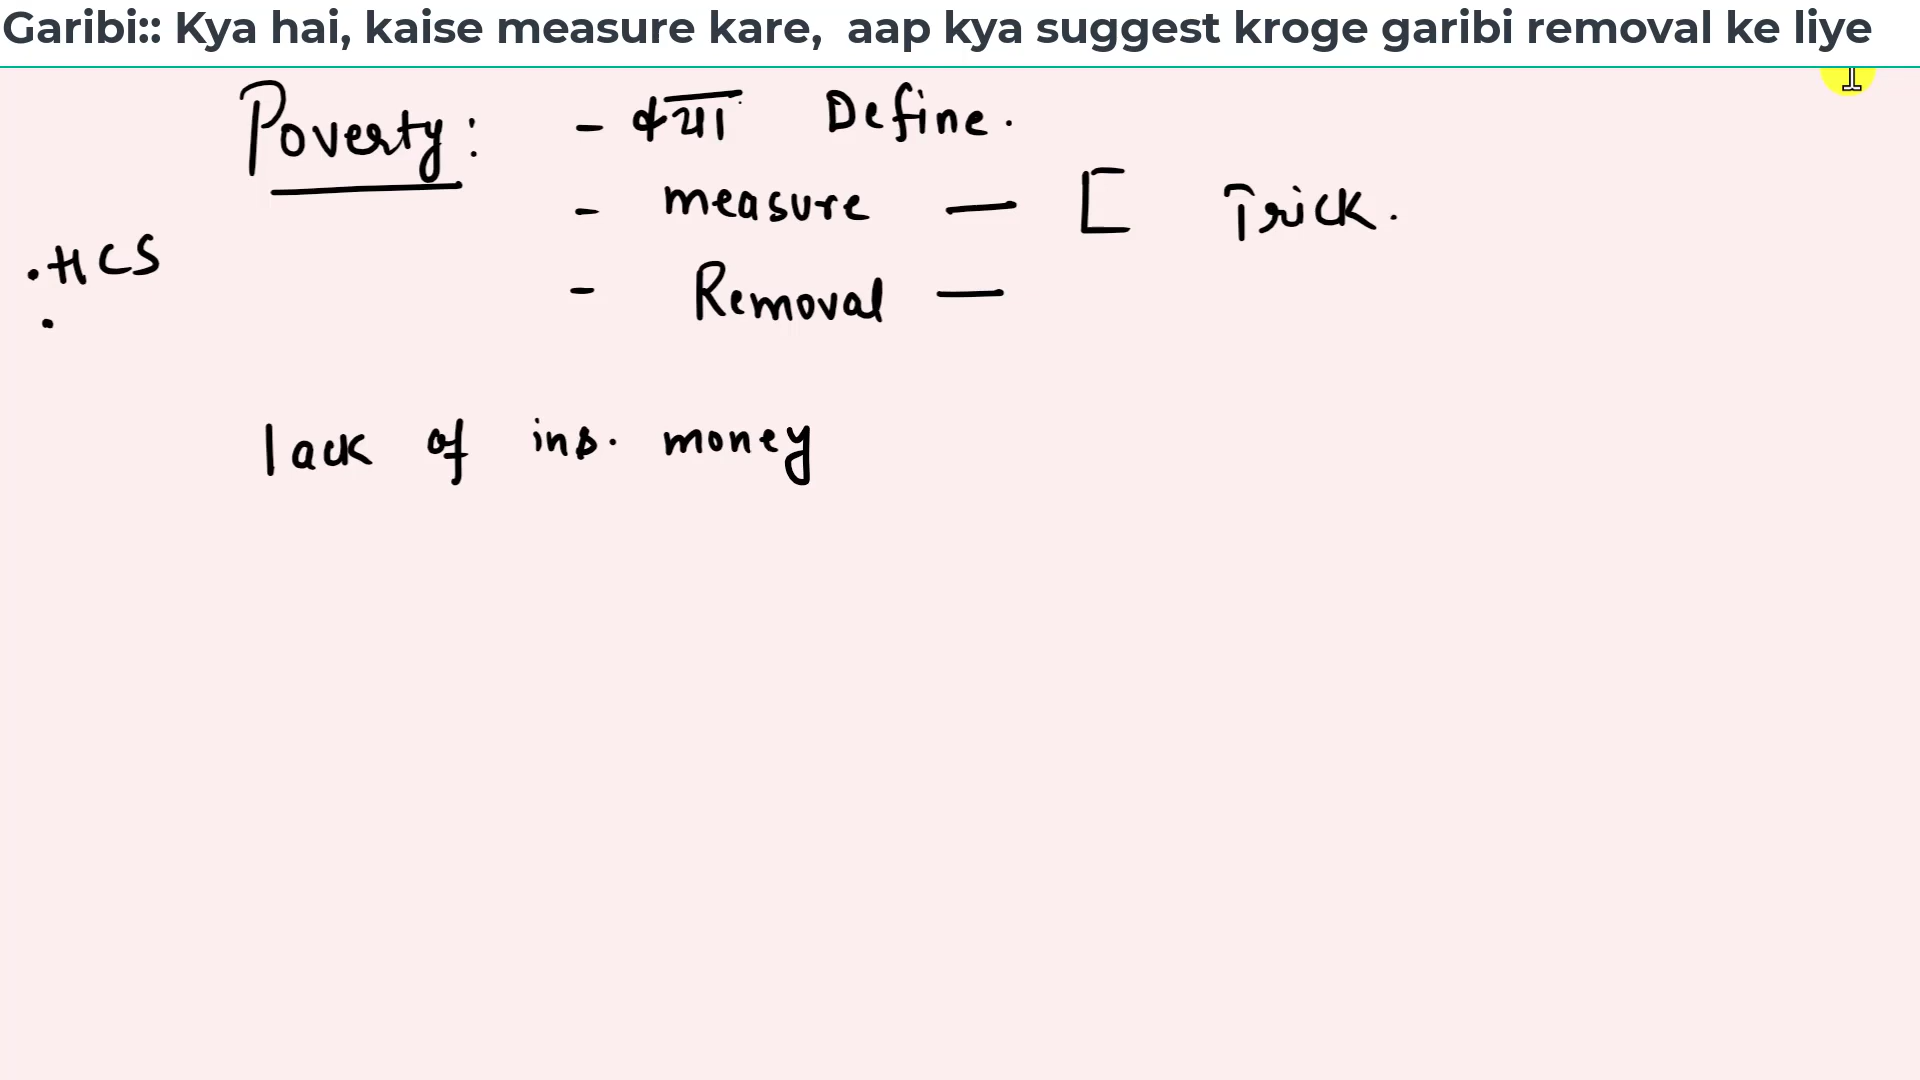 Garibi:: Kya hai, kaise measure kare, aap kya suggest kroge garibi removal ke liye
Poverty: - क्या Define.
- measure — [ Trick.
. HCS
- Removal —
.
lack of ins. money